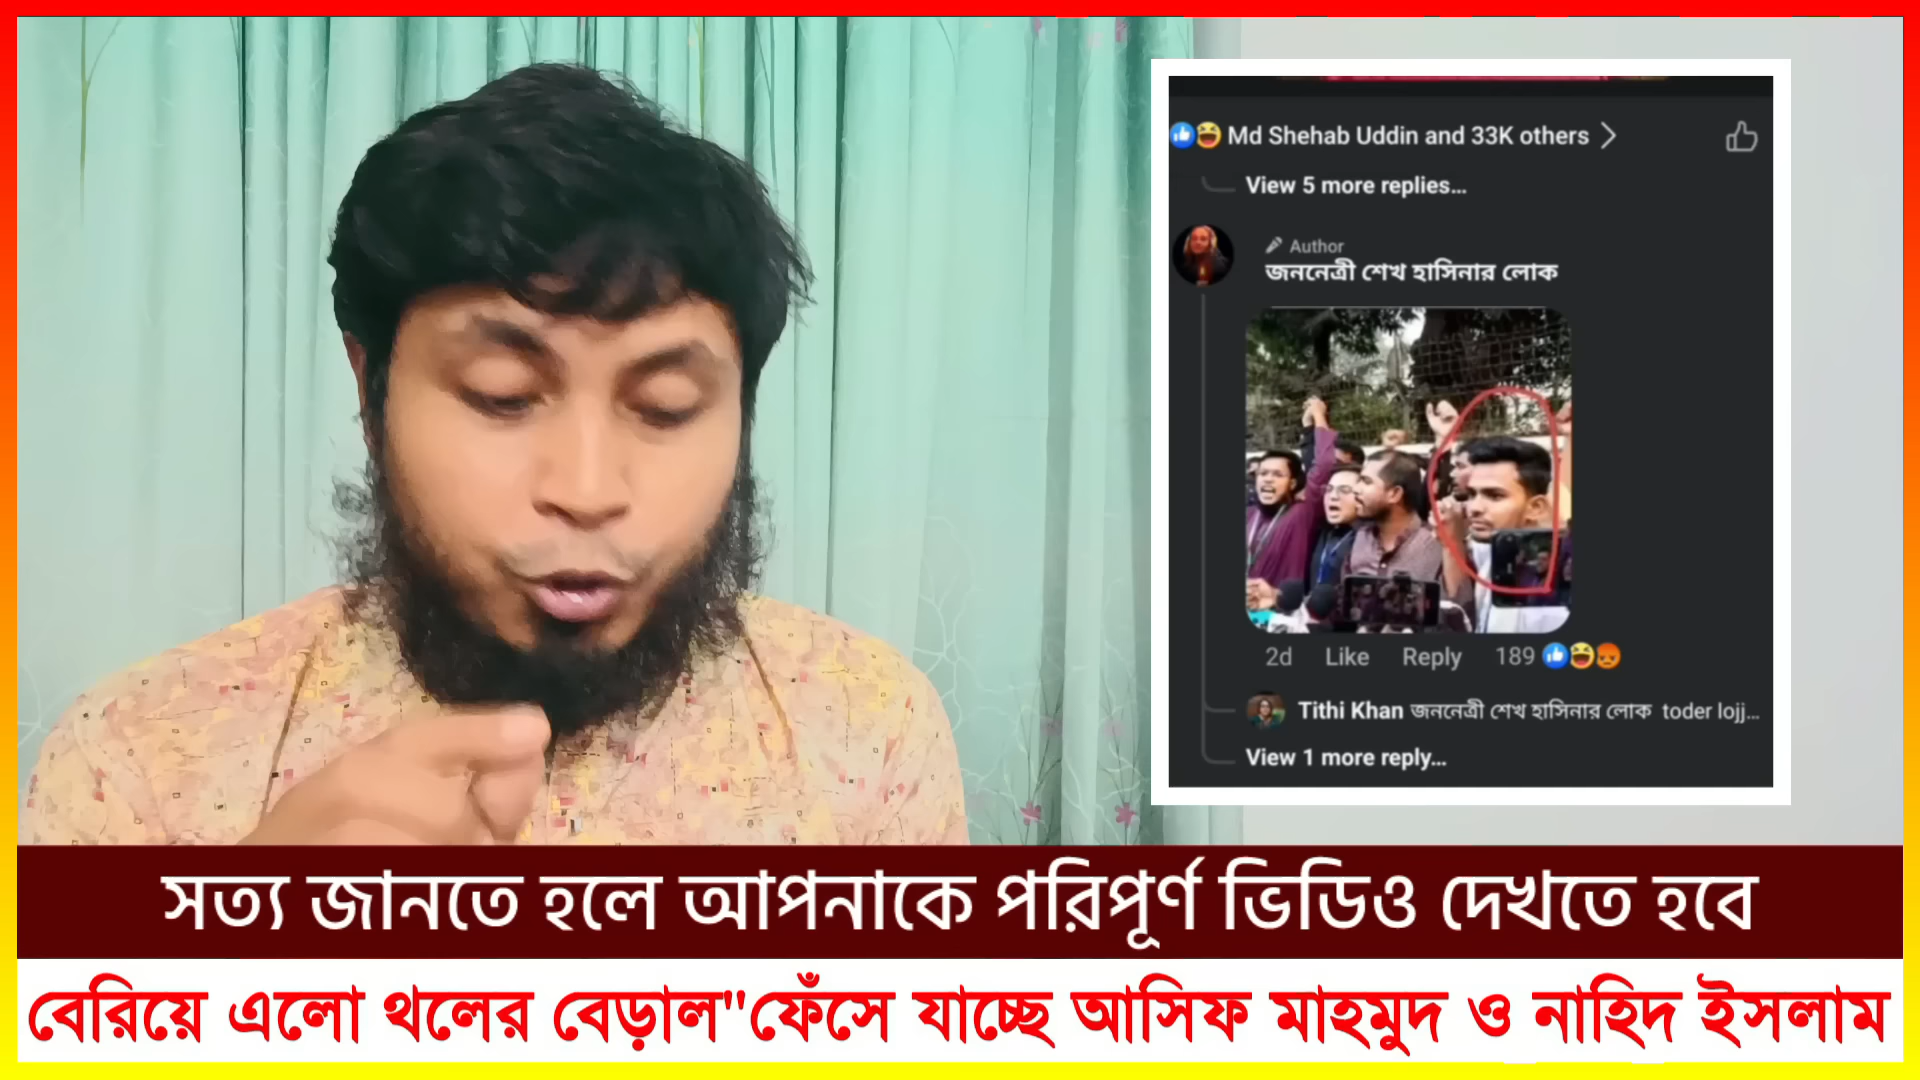 Md Shehab Uddin and 33K others
View 5 more replies...
Author
জননেত্রী শেখ হাসিনার লোক
2d Like Reply 189
Tithi Khan জননেত্রী শেখ হাসিনার লোক toder lojj...
View 1 more reply...
সত্য জানতে হলে আপনাকে পরিপূর্ণ ভিডিও দেখতে হবে
বেরিয়ে এলো থলের বেড়াল"ফেঁসে যাচ্ছে আসিফ মাহমুদ ও নাহিদ ইসলাম